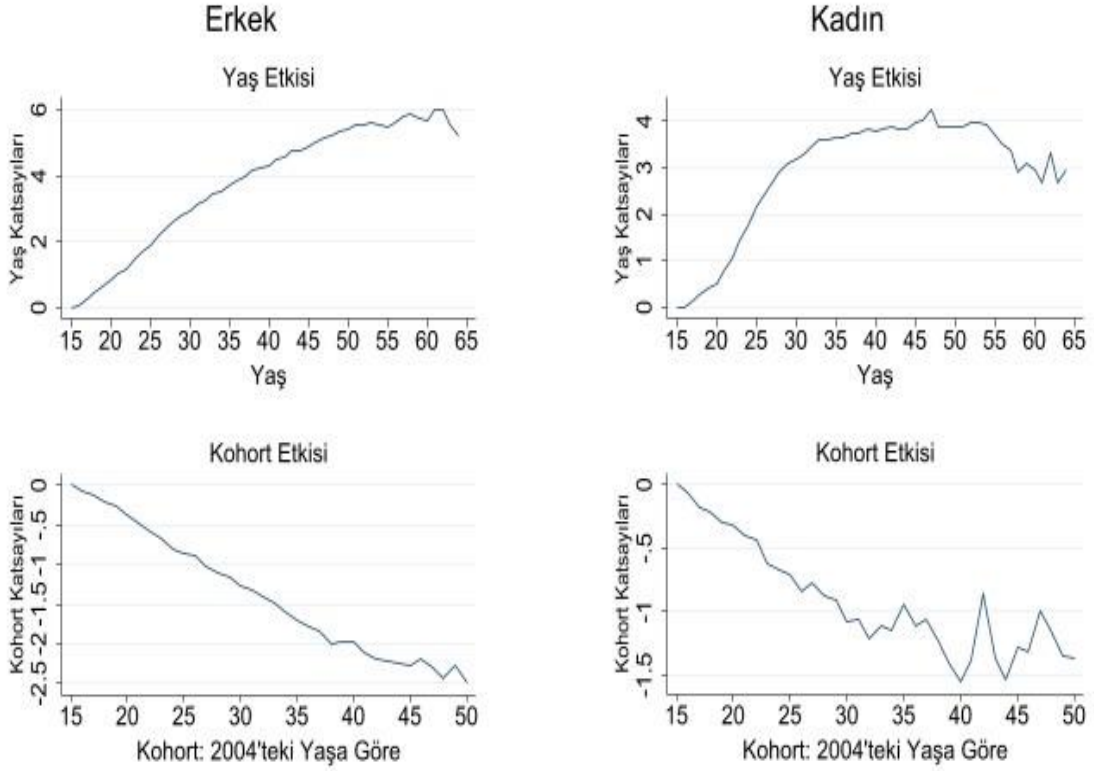 Erkek
Kadın
Yaş Etkisi
Yaş Katsayıları
6
4
2
0
15 20 25 30 35 40 45 50 55 60 65
Yaş
Yaş Etkisi
Yaş Katsayıları
4
3
2
1
0
15 20 25 30 35 40 45 50 55 60 65
Yaş
Kohort Etkisi
Kohort Katsayıları
0
-.5
-1
-1.5
-2
-2.5
15 20 25 30 35 40 45 50
Kohort: 2004'teki Yaşa Göre
Kohort Etkisi
Kohort Katsayıları
0
-.5
-1
-1.5
15 20 25 30 35 40 45 50
Kohort: 2004'teki Yaşa Göre